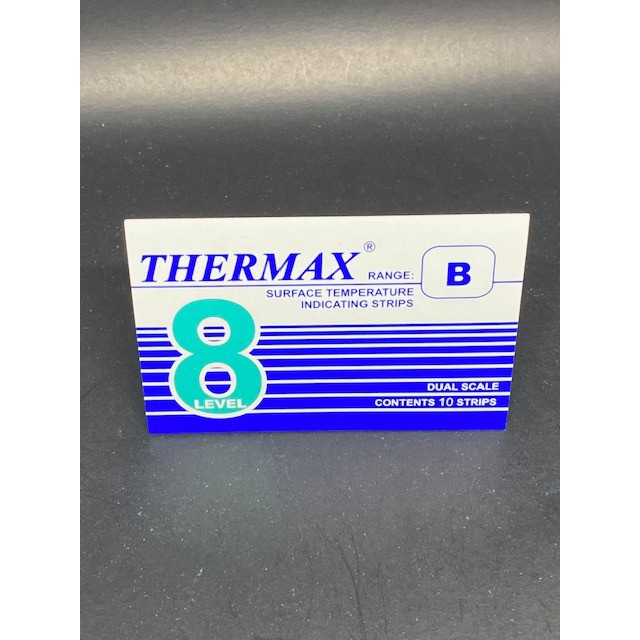 THERMAX® RANGE: B
SURFACE TEMPERATURE
INDICATING STRIPS
8
LEVEL
DUAL SCALE
CONTENTS 10 STRIPS